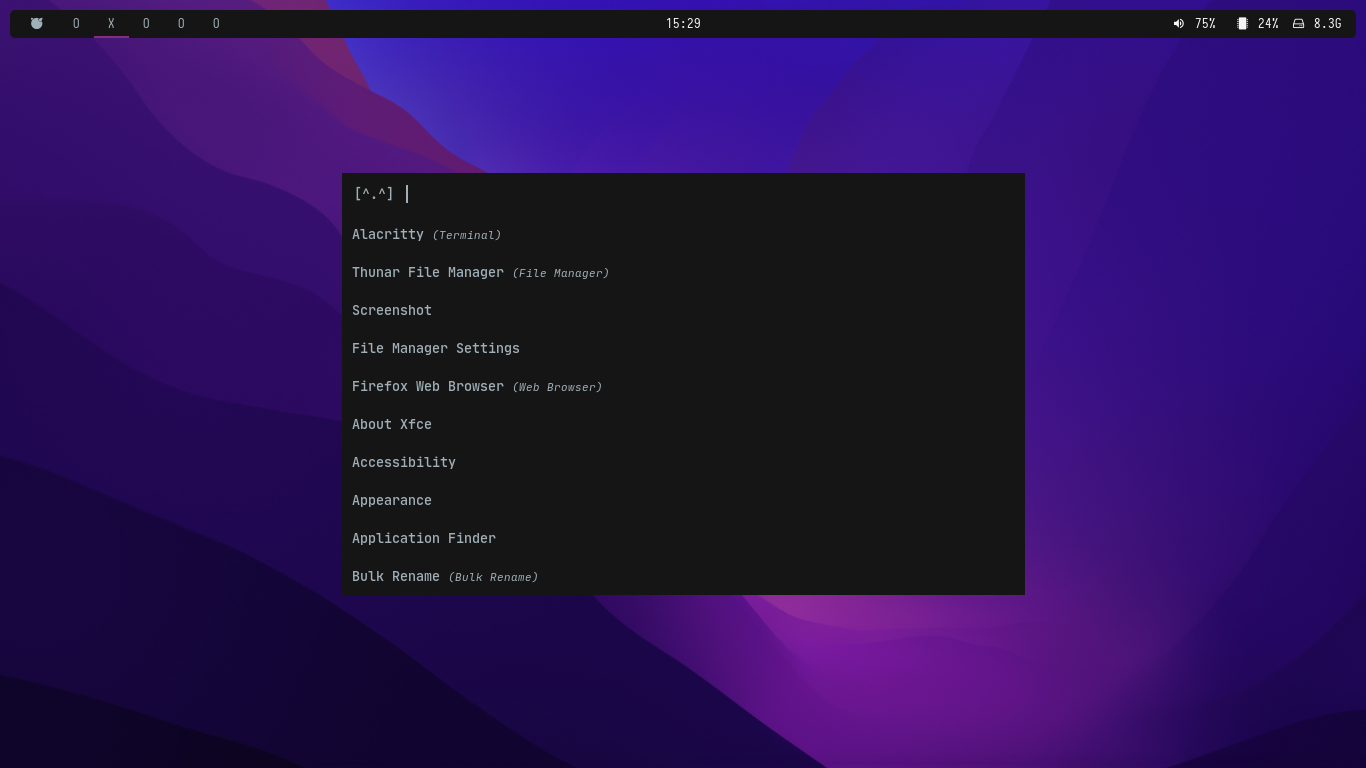 O X O O O 15:29 75% 24% 8.3G
[^.^]
Alacritty (Terminal)
Thunar File Manager (File Manager)
Screenshot
File Manager Settings
Firefox Web Browser (Web Browser)
About Xfce
Accessibility
Appearance
Application Finder
Bulk Rename (Bulk Rename)